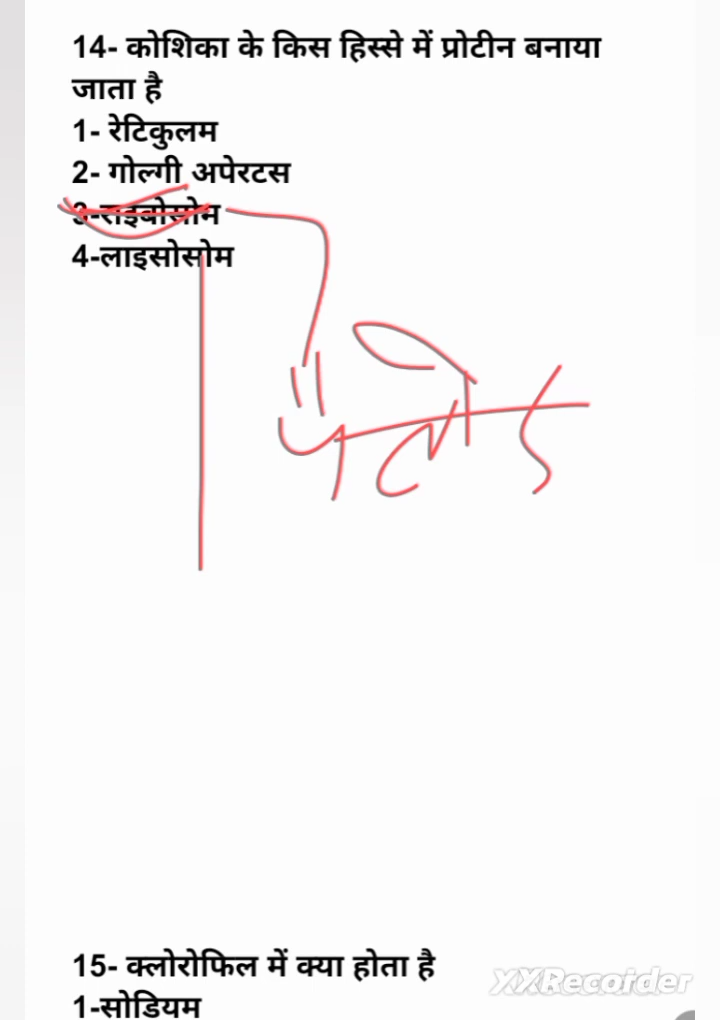 14- कोशिका के किस हिस्से में प्रोटीन बनाया
जाता है
1- रेटिकुलम
2- गोल्गी अपेरटस
3-राइबोसोम
4-लाइसोसोम
15- क्लोरोफिल में क्या होता है
XXRecorder
1-सोडियम